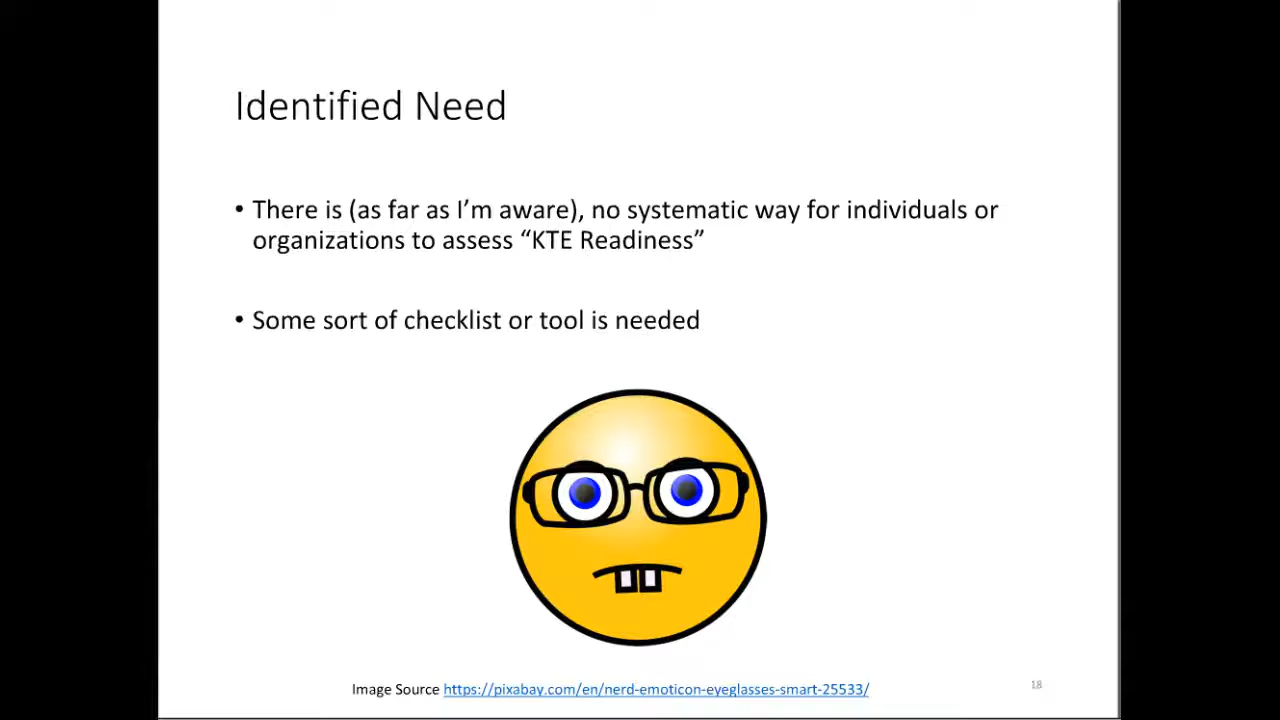 Identified Need
• There is (as far as I’m aware), no systematic way for individuals or
organizations to assess “KTE Readiness”
• Some sort of checklist or tool is needed
Image Source https://pixabay.com/en/nerd-emoticon-eyeglasses-smart-25533/
18